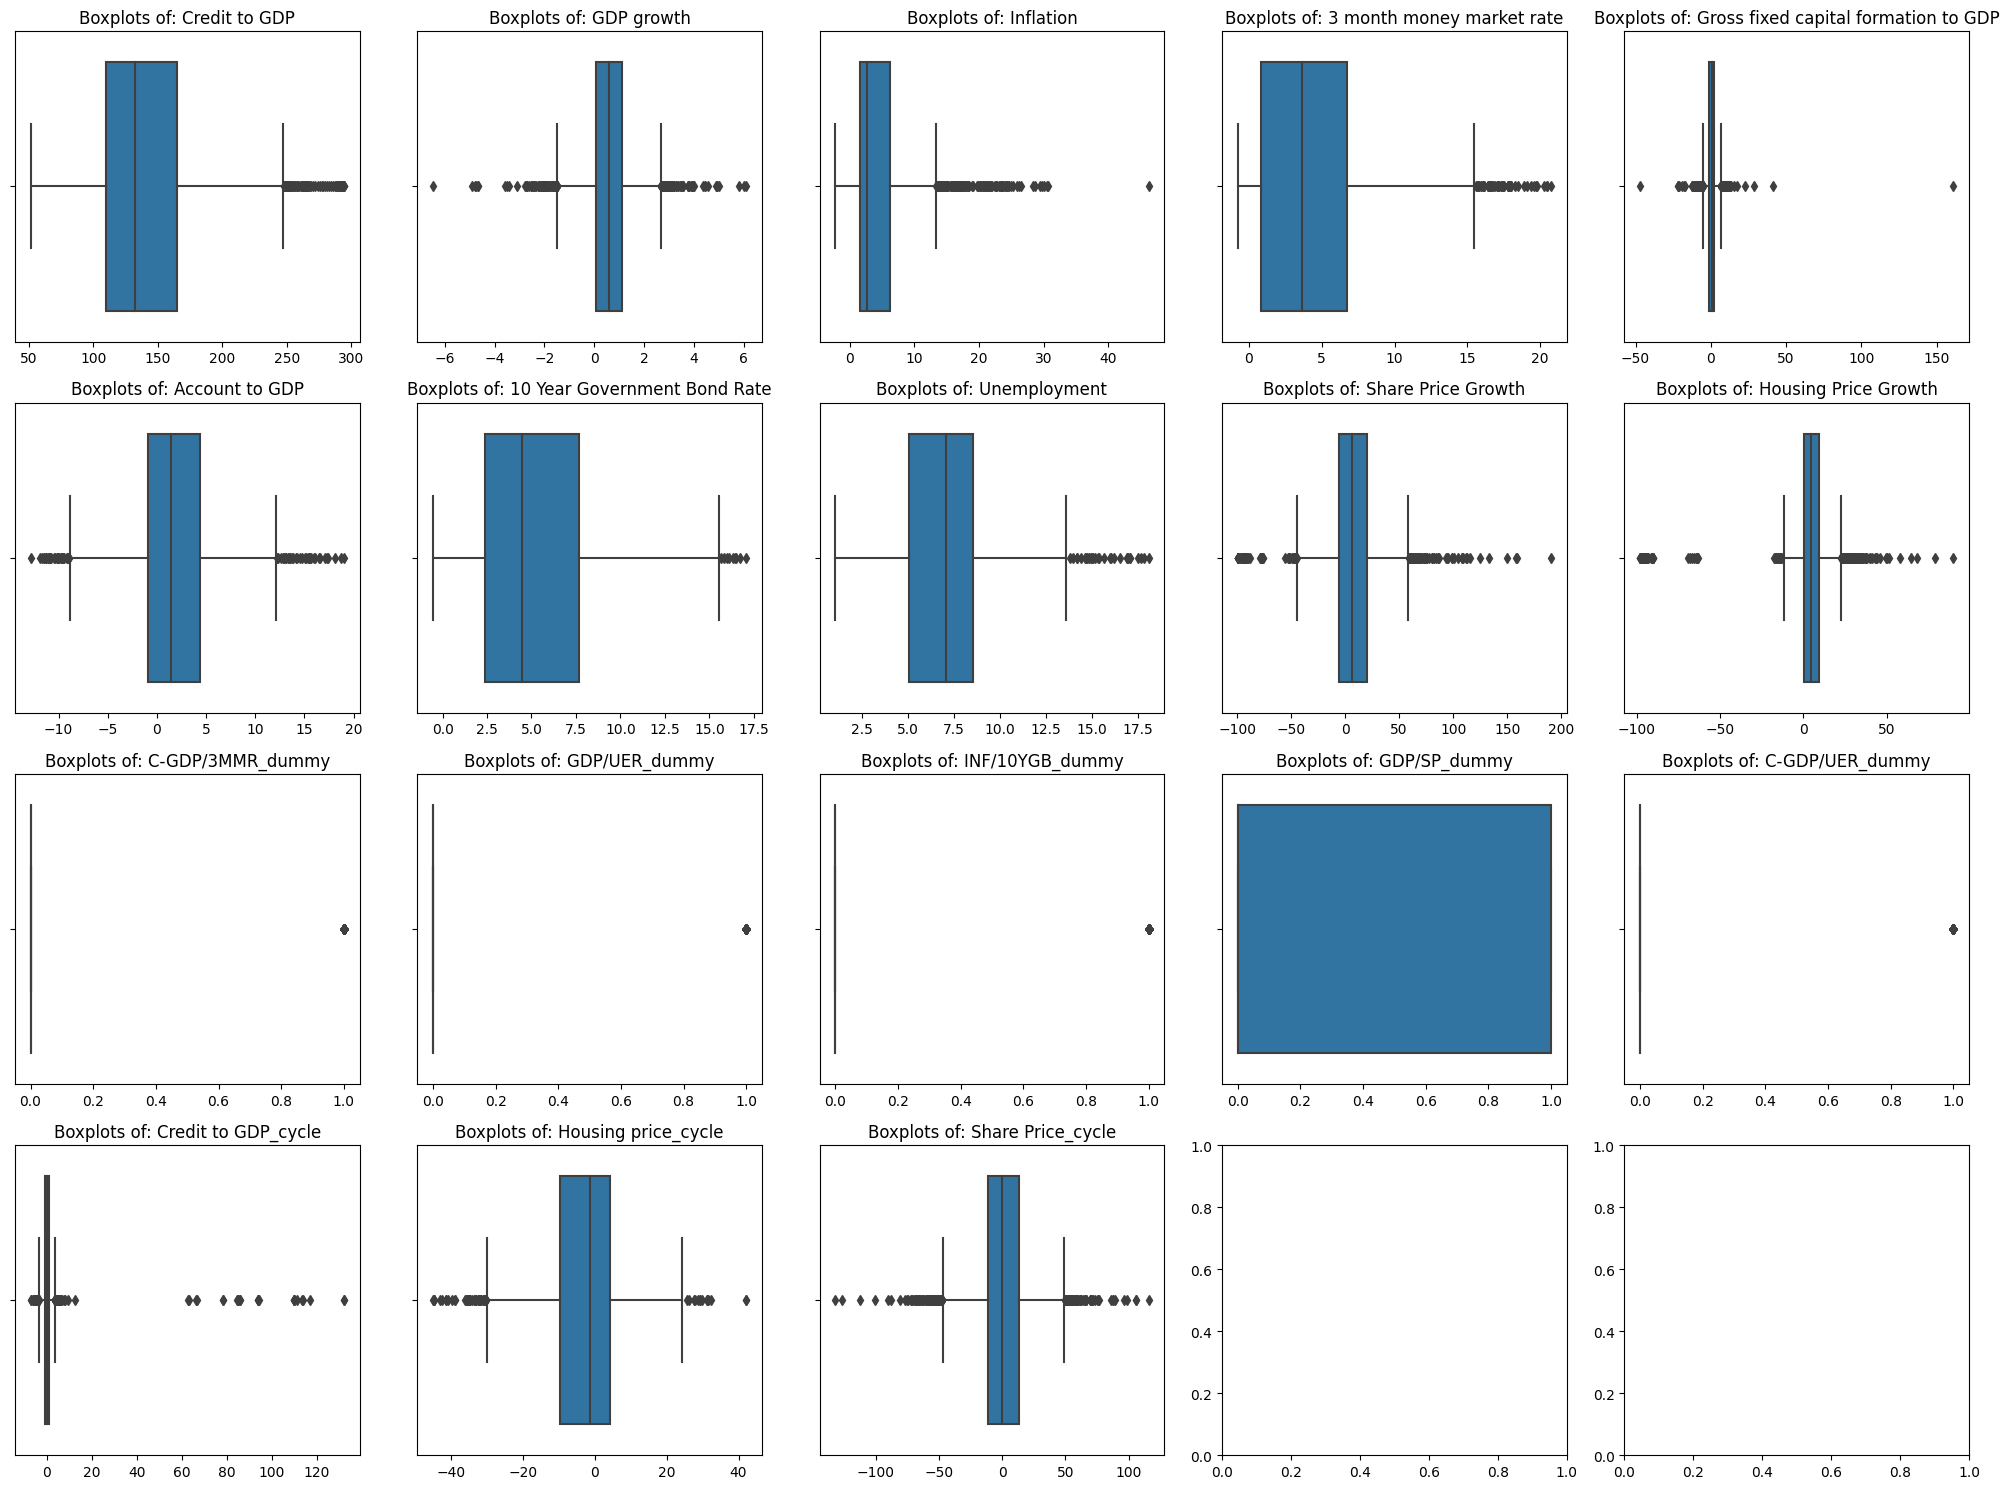 Boxplots of: Credit to GDP
Boxplots of: GDP growth
Boxplots of: Inflation
Boxplots of: 3 month money market rate
Boxplots of: Gross fixed capital formation to GDP
50 100 150 200 250 300
−6 −4 −2 0 2 4 6
0 10 20 30 40
0 5 10 15 20
−50 0 50 100 150
Boxplots of: Account to GDP
Boxplots of: 10 Year Government Bond Rate
Boxplots of: Unemployment
Boxplots of: Share Price Growth
Boxplots of: Housing Price Growth
−10 −5 0 5 10 15 20
0.0 2.5 5.0 7.5 10.0 12.5 15.0 17.5
2.5 5.0 7.5 10.0 12.5 15.0 17.5
−100 −50 0 50 100 150 200
−100 −50 0 50
Boxplots of: C-GDP/3MMR_dummy
Boxplots of: GDP/UER_dummy
Boxplots of: INF/10YGB_dummy
Boxplots of: GDP/SP_dummy
Boxplots of: C-GDP/UER_dummy
0.0 0.2 0.4 0.6 0.8 1.0
0.0 0.2 0.4 0.6 0.8 1.0
0.0 0.2 0.4 0.6 0.8 1.0
0.0 0.2 0.4 0.6 0.8 1.0
0.0 0.2 0.4 0.6 0.8 1.0
Boxplots of: Credit to GDP_cycle
Boxplots of: Housing price_cycle
Boxplots of: Share Price_cycle
0 20 40 60 80 100 120
−40 −20 0 20 40
−100 −50 0 50 100
1.0
0.8
0.6
0.4
0.2
0.0
0.0 0.2 0.4 0.6 0.8 1.0
1.0
0.8
0.6
0.4
0.2
0.0
0.0 0.2 0.4 0.6 0.8 1.0